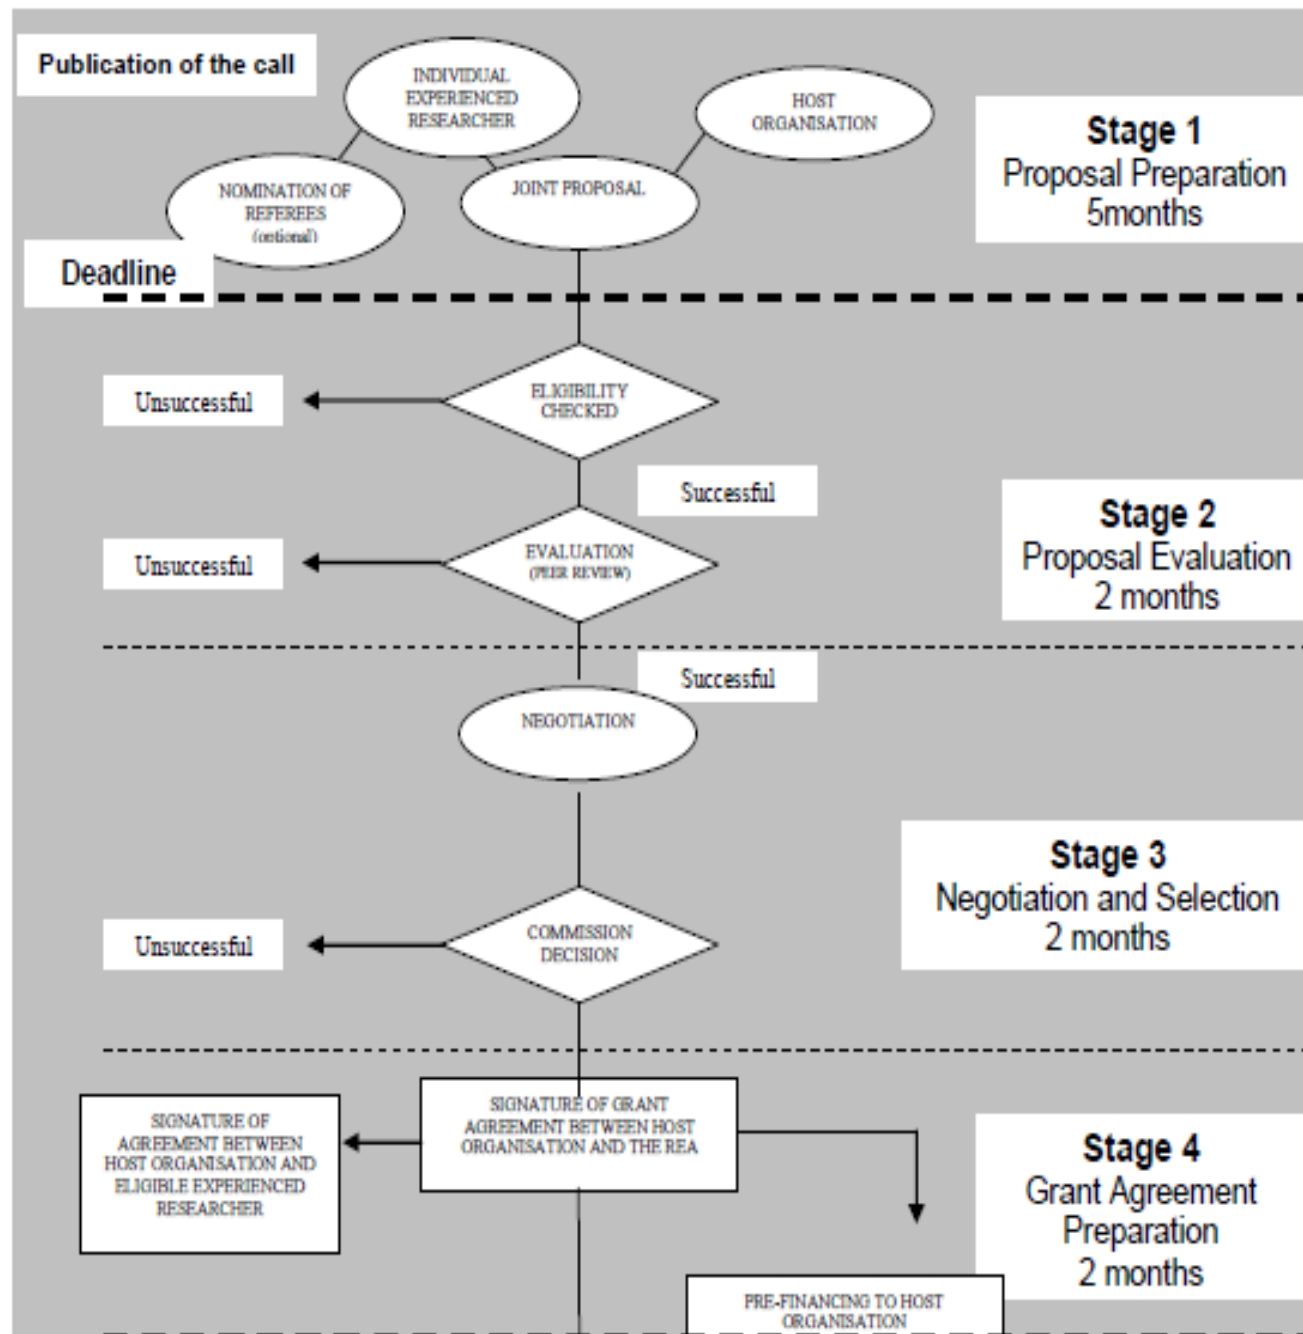 Publication of the call
INDIVIDUAL
EXPERIENCED
RESEARCHER
HOST
ORGANISATION
Stage 1
Proposal Preparation
5months
NOMINATION OF
REFEREES
(optional)
JOINT PROPOSAL
Deadline
Unsuccessful
ELIGIBILITY
CHECKED
Successful
Unsuccessful
EVALUATION
(PEER REVIEW)
Stage 2
Proposal Evaluation
2 months
Successful
NEGOTIATION
Stage 3
Negotiation and Selection
2 months
Unsuccessful
COMMISSION
DECISION
SIGNATURE OF
AGREEMENT BETWEEN
HOST ORGANISATION AND
ELIGIBLE EXPERIENCED
RESEARCHER
SIGNATURE OF GRANT
AGREEMENT BETWEEN HOST
ORGANISATION AND THE REA
Stage 4
Grant Agreement
Preparation
2 months
PRE-FINANCING TO HOST
ORGANISATION